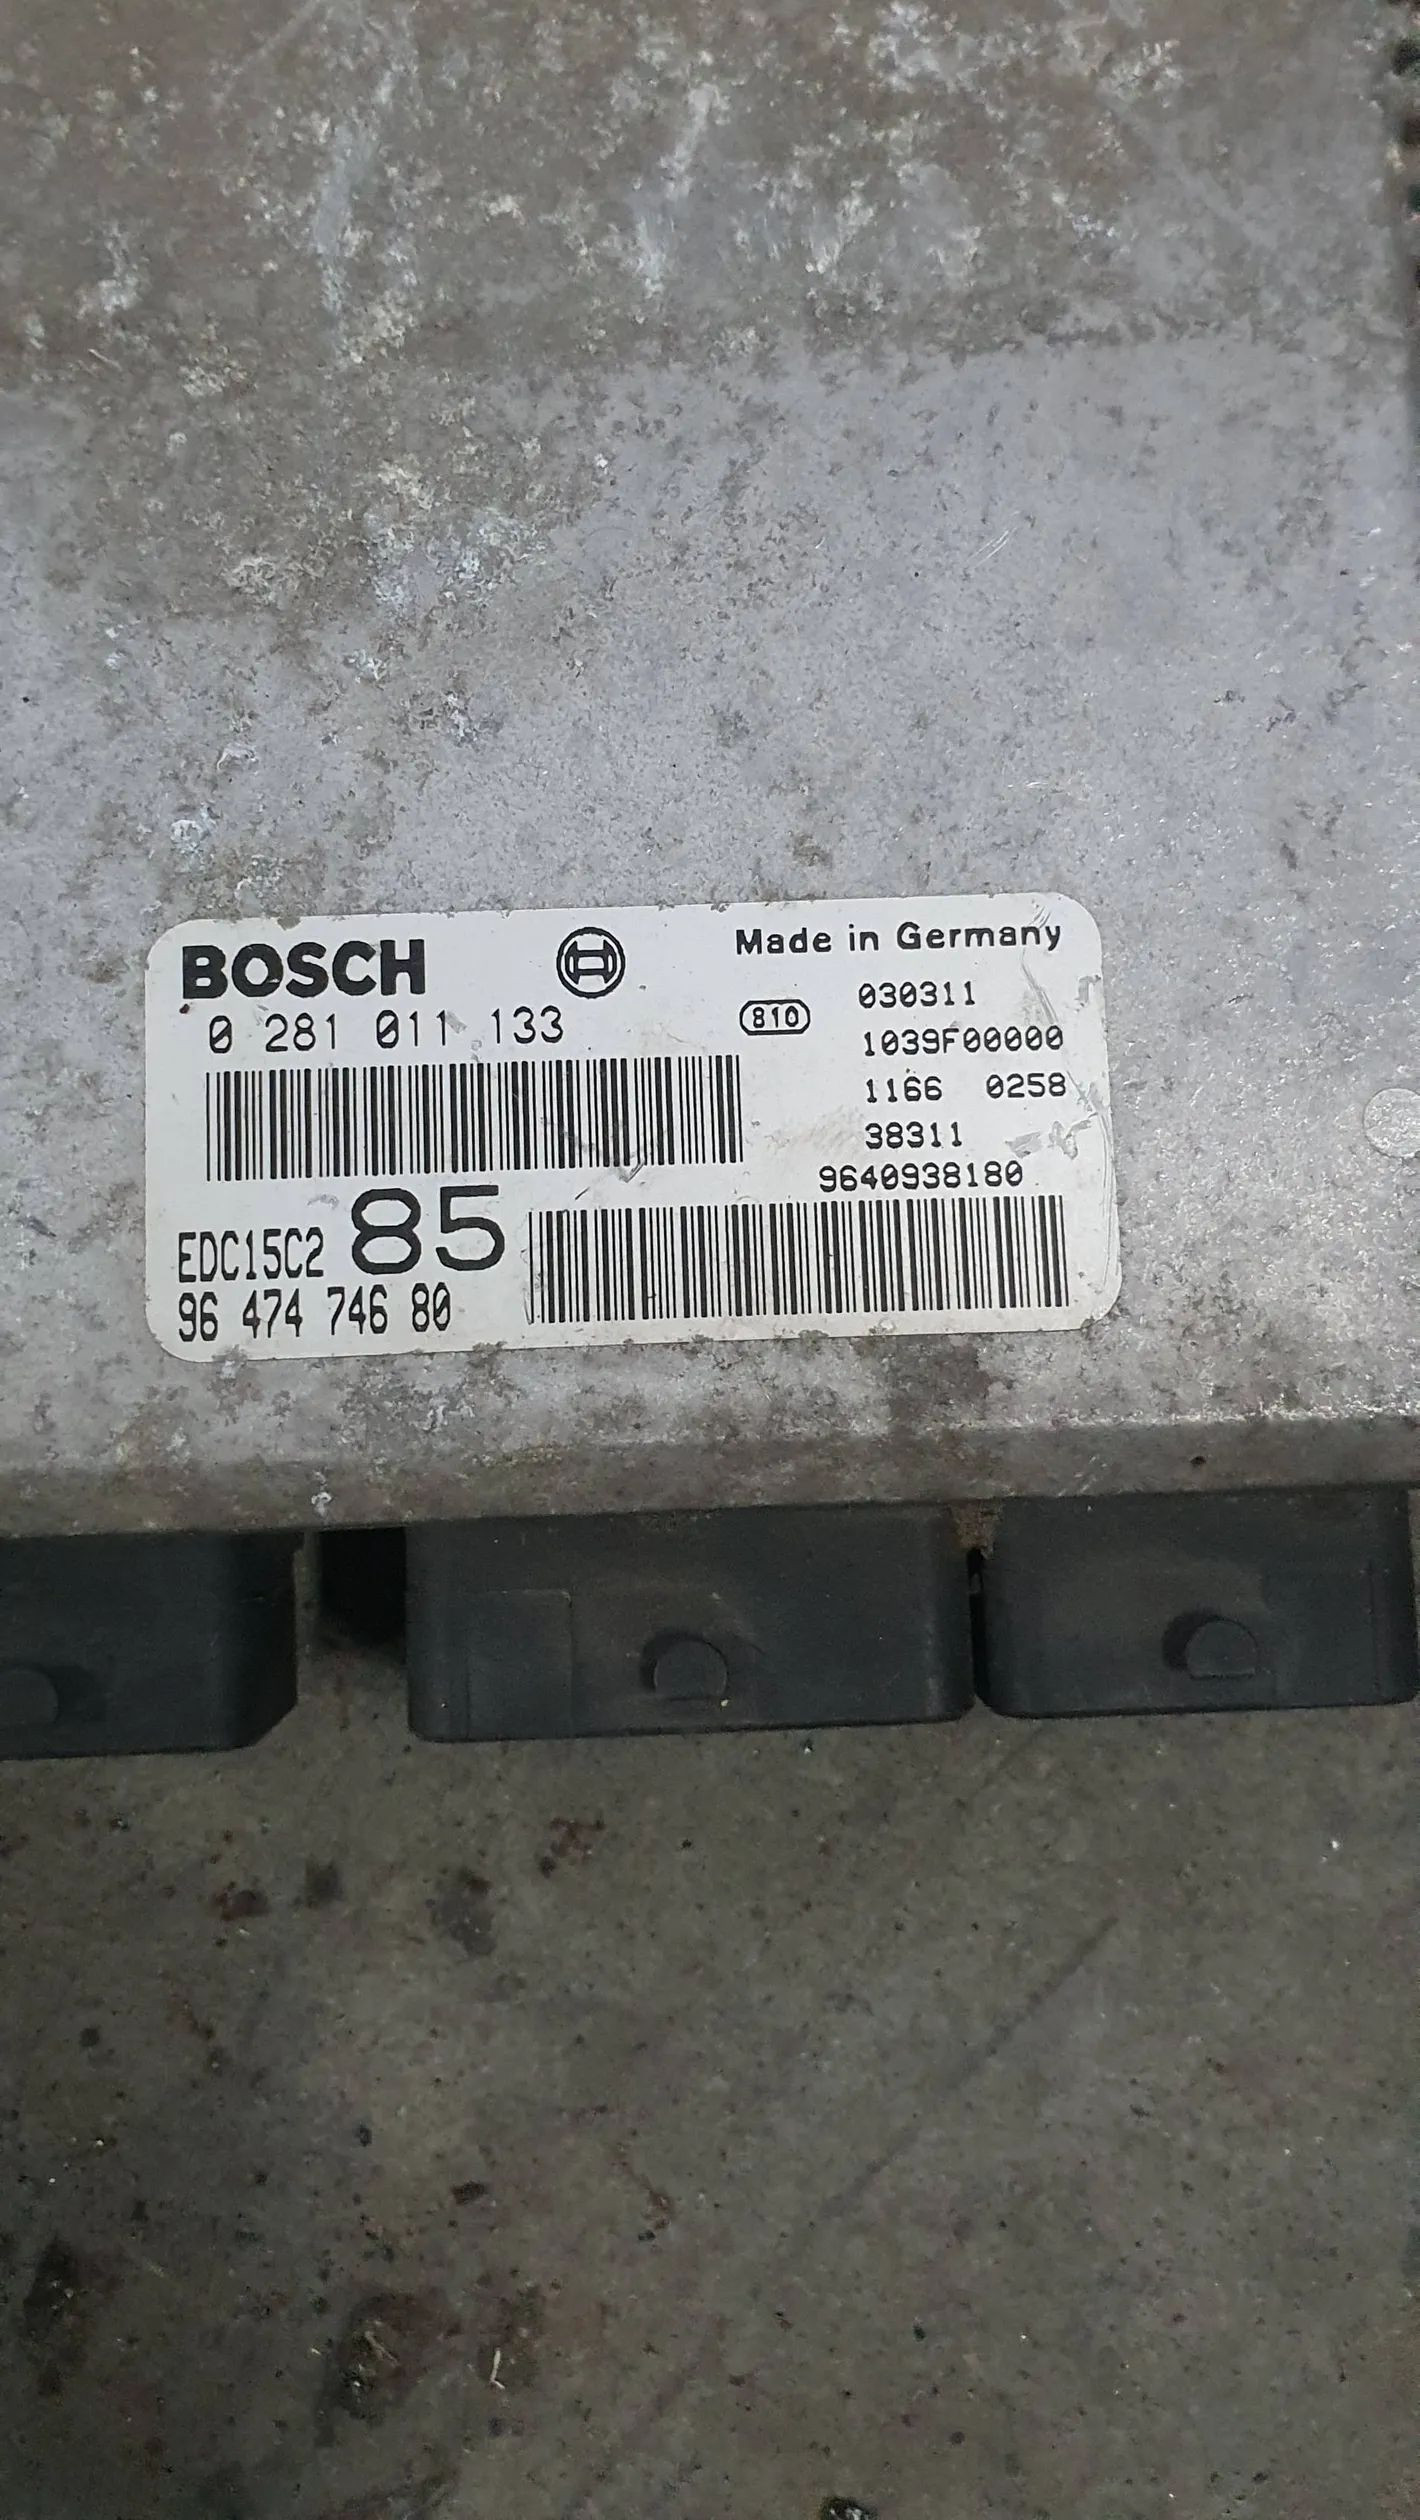 BOSCH
Made in Germany
0 281 011 133
810
030311
1039F00000
1166 0258
38311
9640938180
EDC15C2 85
96 474 746 80